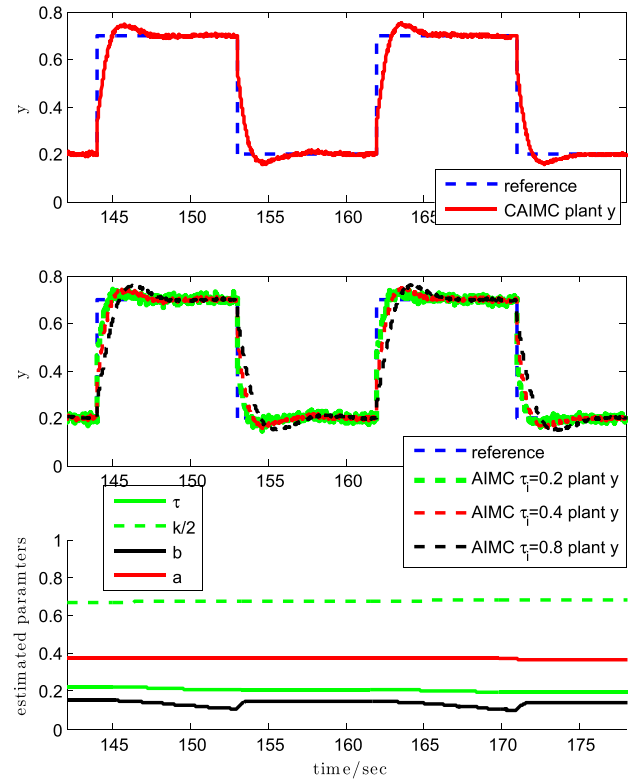 0.8
0.6
0.4
0.2
0
y
145
150
155
160
165
reference
CAIMC plant y
0.8
0.6
0.4
0.2
0
y
145
150
155
160
reference
AIMC τi=0.2 plant y
AIMC τi=0.4 plant y
AIMC τi=0.8 plant y
τ
k/2
b
a
1
0.8
0.6
0.4
0.2
0
estimated paramters
145
150
155
160
165
170
175
time/sec